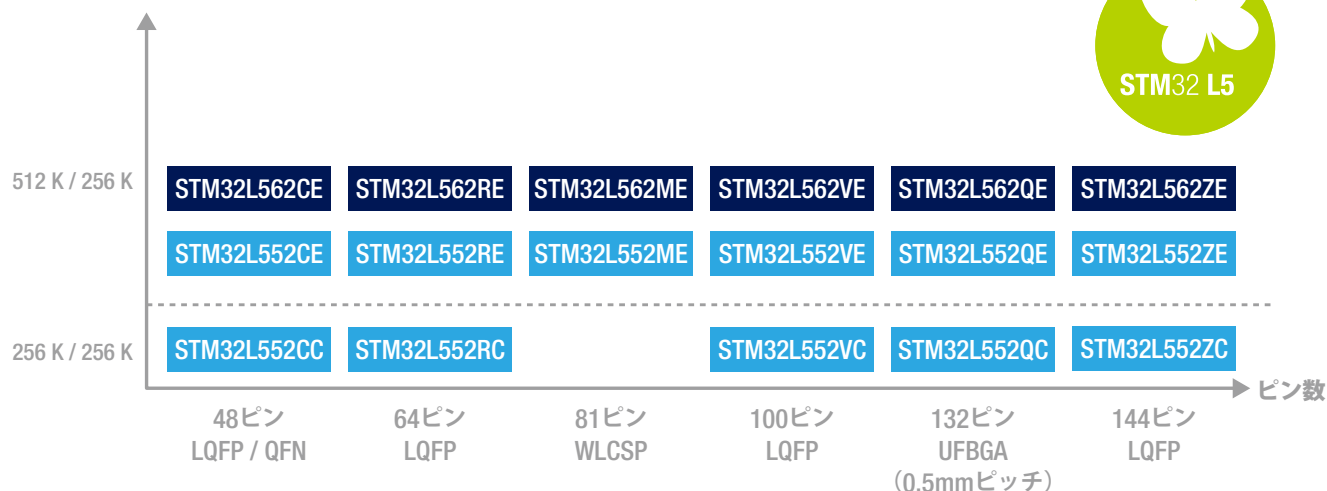 STM32 L5
512 K / 256 K
STM32L562CE STM32L562RE STM32L562ME STM32L562VE STM32L562QE STM32L562ZE
STM32L552CE STM32L552RE STM32L552ME STM32L552VE STM32L552QE STM32L552ZE
256 K / 256 K
STM32L552CC STM32L552RC STM32L552VC STM32L552QC STM32L552ZC
ピン数
48ピン 64ピン 81ピン 100ピン 132ピン 144ピン
LQFP / QFN LQFP WLCSP LQFP UFBGA LQFP
（0.5mmピッチ）